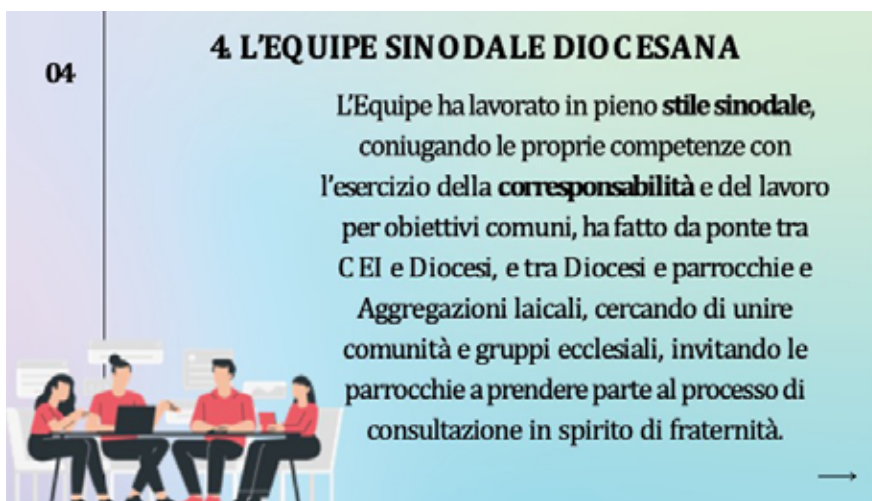 04
4. L'EQUIPE SINODALE DIOCESANA
L'Equipe ha lavorato in pieno stile sinodale,
coniugando le proprie competenze con
l'esercizio della corresponsabilità e del lavoro
per obiettivi comuni, ha fatto da ponte tra
CEI e Diocesi, e tra Diocesi e parrocchie e
Aggregazioni laicali, cercando di unire
comunità e gruppi ecclesiali, invitando le
parrocchie a prendere parte al processo di
consultazione in spirito di fraternità.